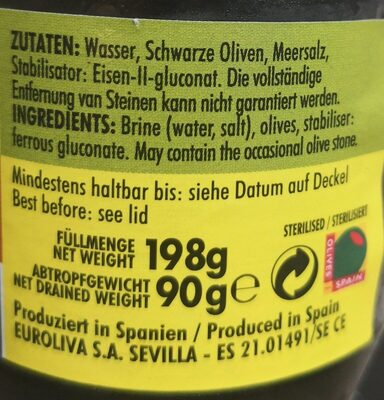 ZUTATEN: Wasser, Schwarze Oliven, Meersalz,
Stabilisator: Eisen-II-gluconat. Die vollständige
Entfernung von Steinen kann nicht garantiert werden.
INGREDIENTS: Brine (water, salt), olives, stabiliser:
ferrous gluconate. May contain the occasional olive stone.
Mindestens haltbar bis: siehe Datum auf Deckel
Best before: see lid
STERILISED / STERILISIERT
FÜLLMENGE
NET WEIGHT 198g
ABTROPFGEWICHT
NET DRAINED WEIGHT 90g e
OLIVES
SPAIN
Produziert in Spanien / Produced in Spain
EUROLIVA S.A. SEVILLA - ES 21.01491/SE CE